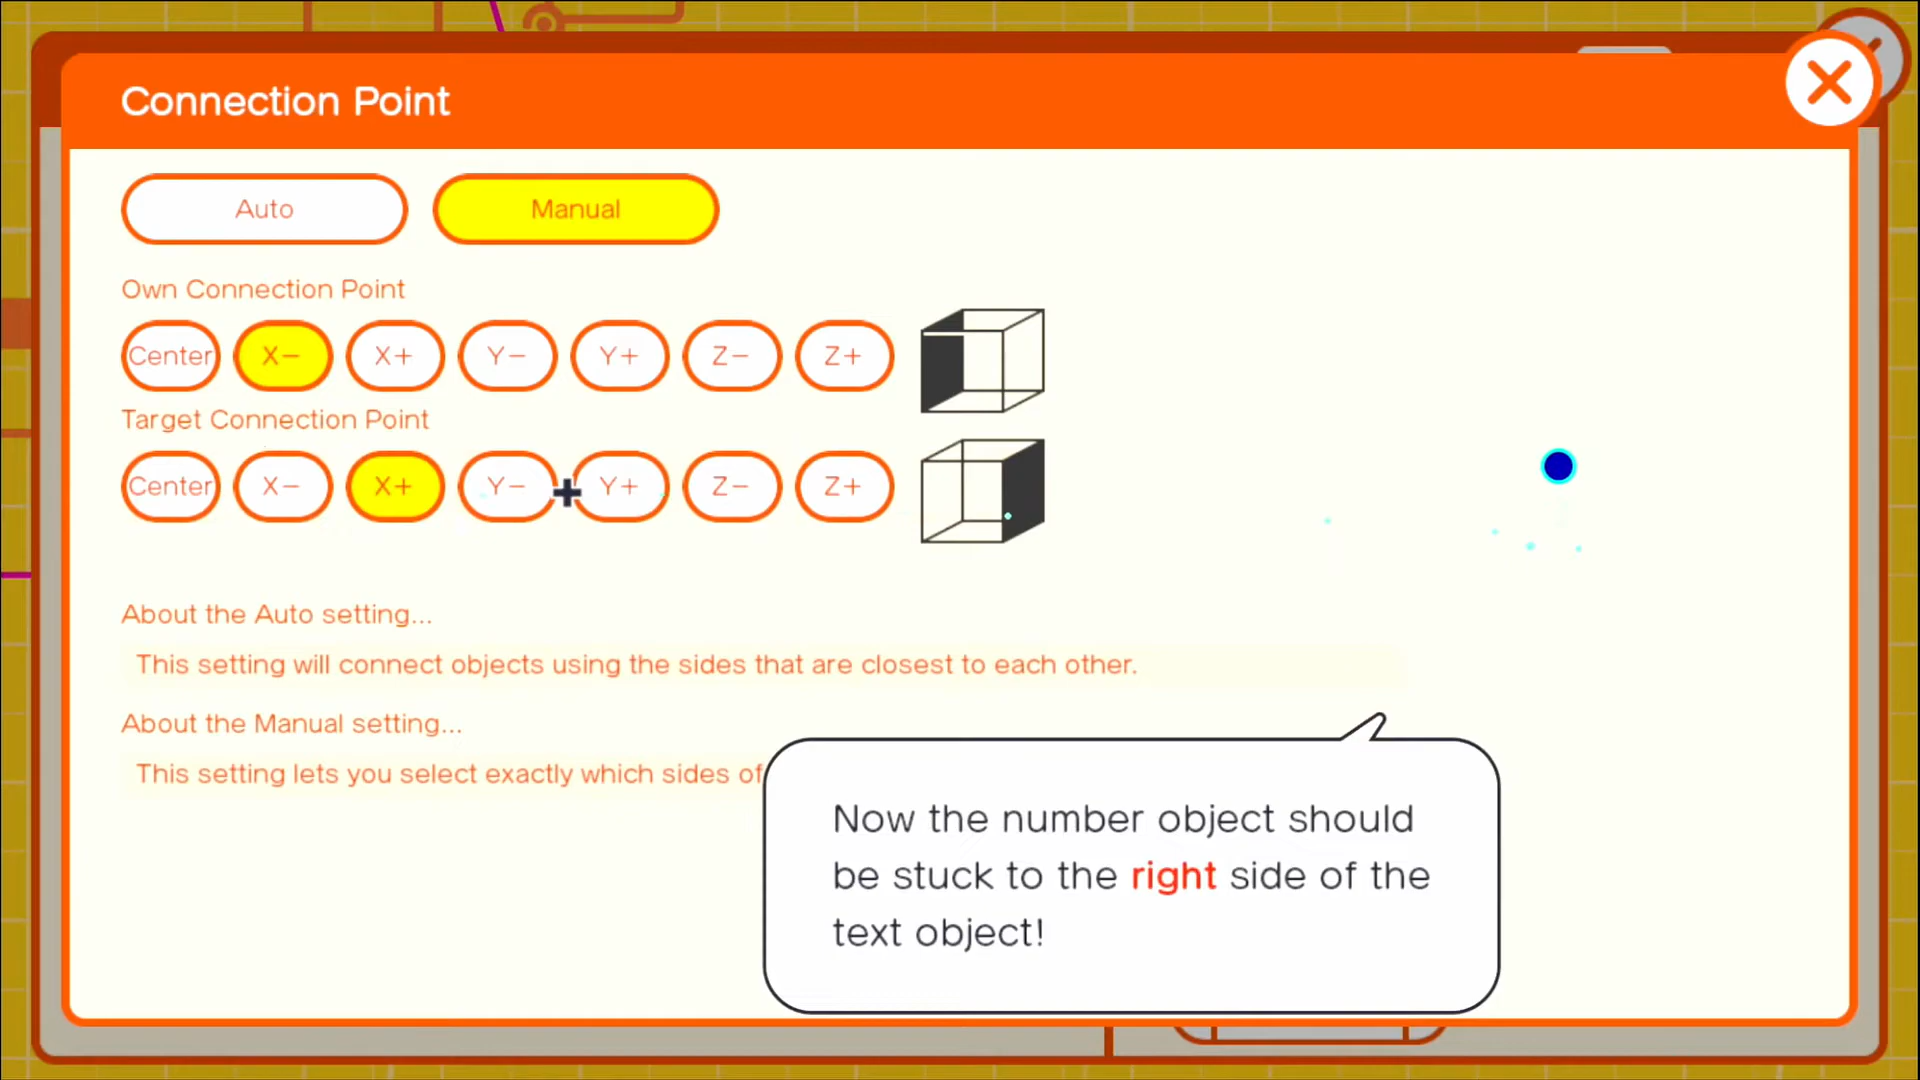 Connection Point
Auto
Manual
Own Connection Point
Center
X−
X+
Y−
Y+
Z−
Z+
Target Connection Point
Center
X−
X+
Y−
Y+
Z−
Z+
About the Auto setting...
This setting will connect objects using the sides that are closest to each other.
About the Manual setting...
This setting lets you select exactly which sides of
Now the number object should
be stuck to the right side of the
text object!